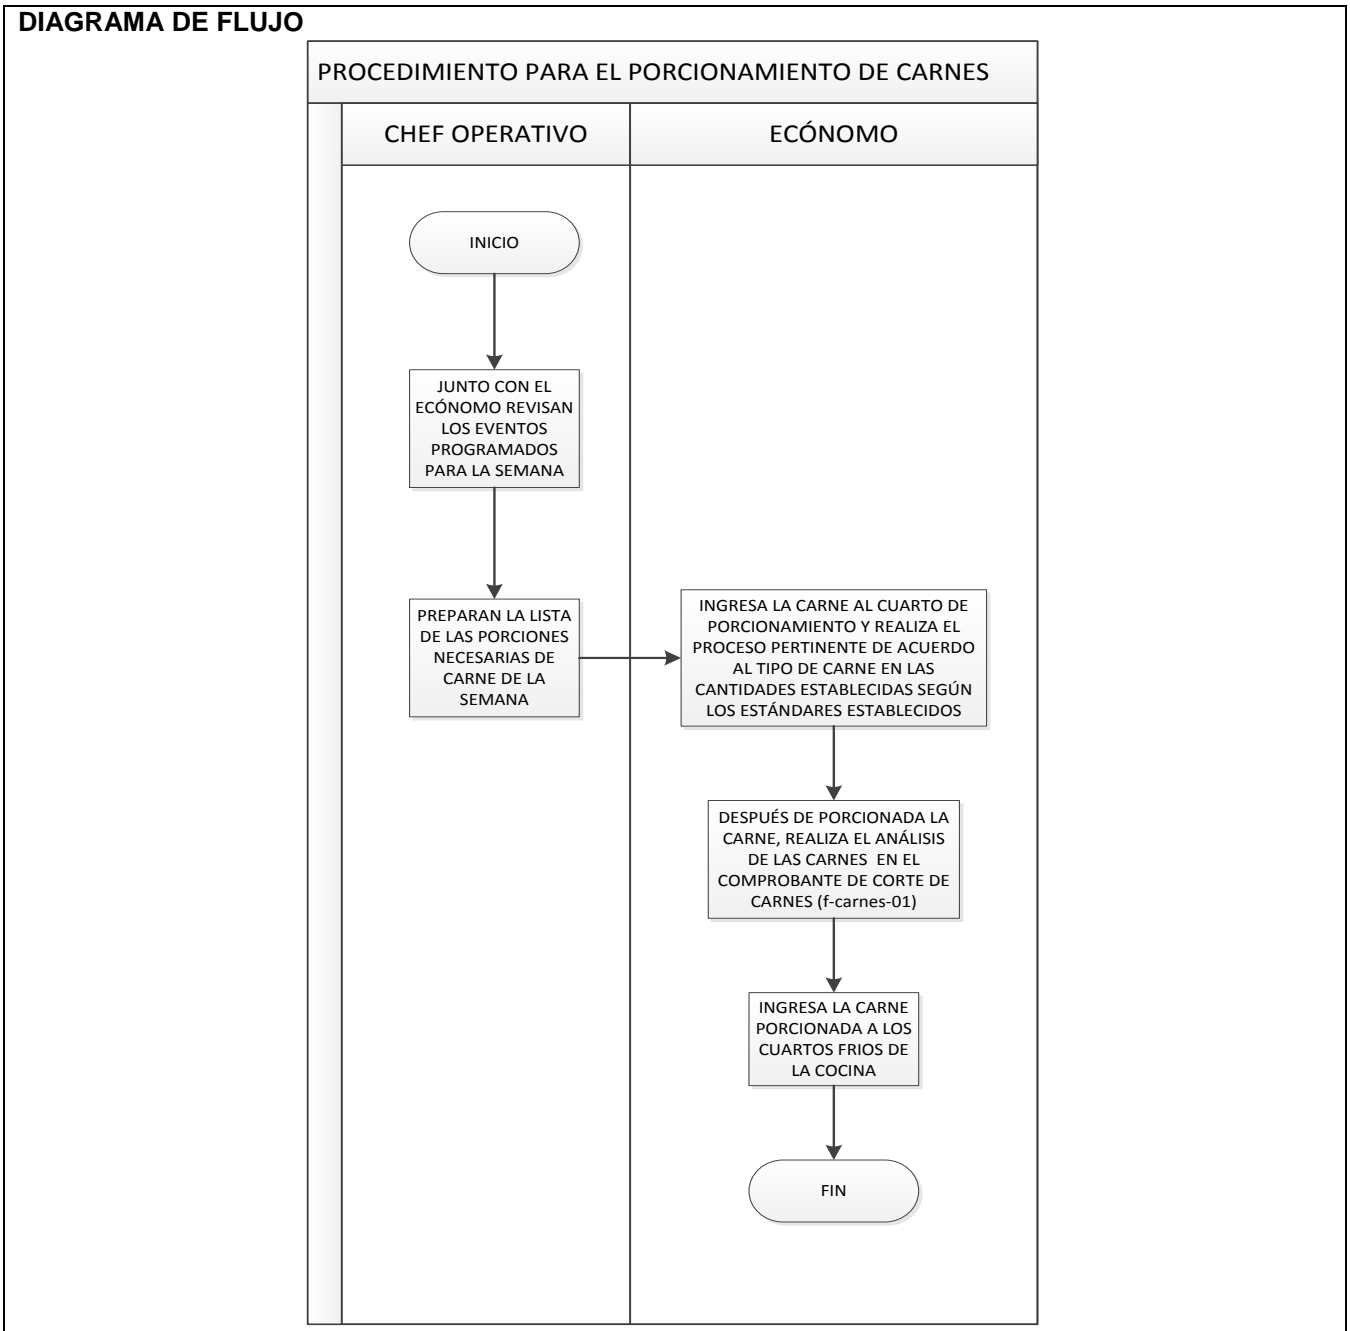 DIAGRAMA DE FLUJO
PROCEDIMIENTO PARA EL PORCIONAMIENTO DE CARNES
CHEF OPERATIVO
ECÓNOMO
INICIO
JUNTO CON EL
ECÓNOMO REVISAN
LOS EVENTOS
PROGRAMADOS
PARA LA SEMANA
PREPARAN LA LISTA
DE LAS PORCIONES
NECESARIAS DE
CARNE DE LA
SEMANA
INGRESA LA CARNE AL CUARTO DE
PORCIONAMIENTO Y REALIZA EL
PROCESO PERTINENTE DE ACUERDO
AL TIPO DE CARNE EN LAS
CANTIDADES ESTABLECIDAS SEGÚN
LOS ESTÁNDARES ESTABLECIDOS
DESPUÉS DE PORCIONADA LA
CARNE, REALIZA EL ANÁLISIS
DE LAS CARNES EN EL
COMPROBANTE DE CORTE DE
CARNES (f-carnes-01)
INGRESA LA CARNE
PORCIONADA A LOS
CUARTOS FRIOS DE
LA COCINA
FIN